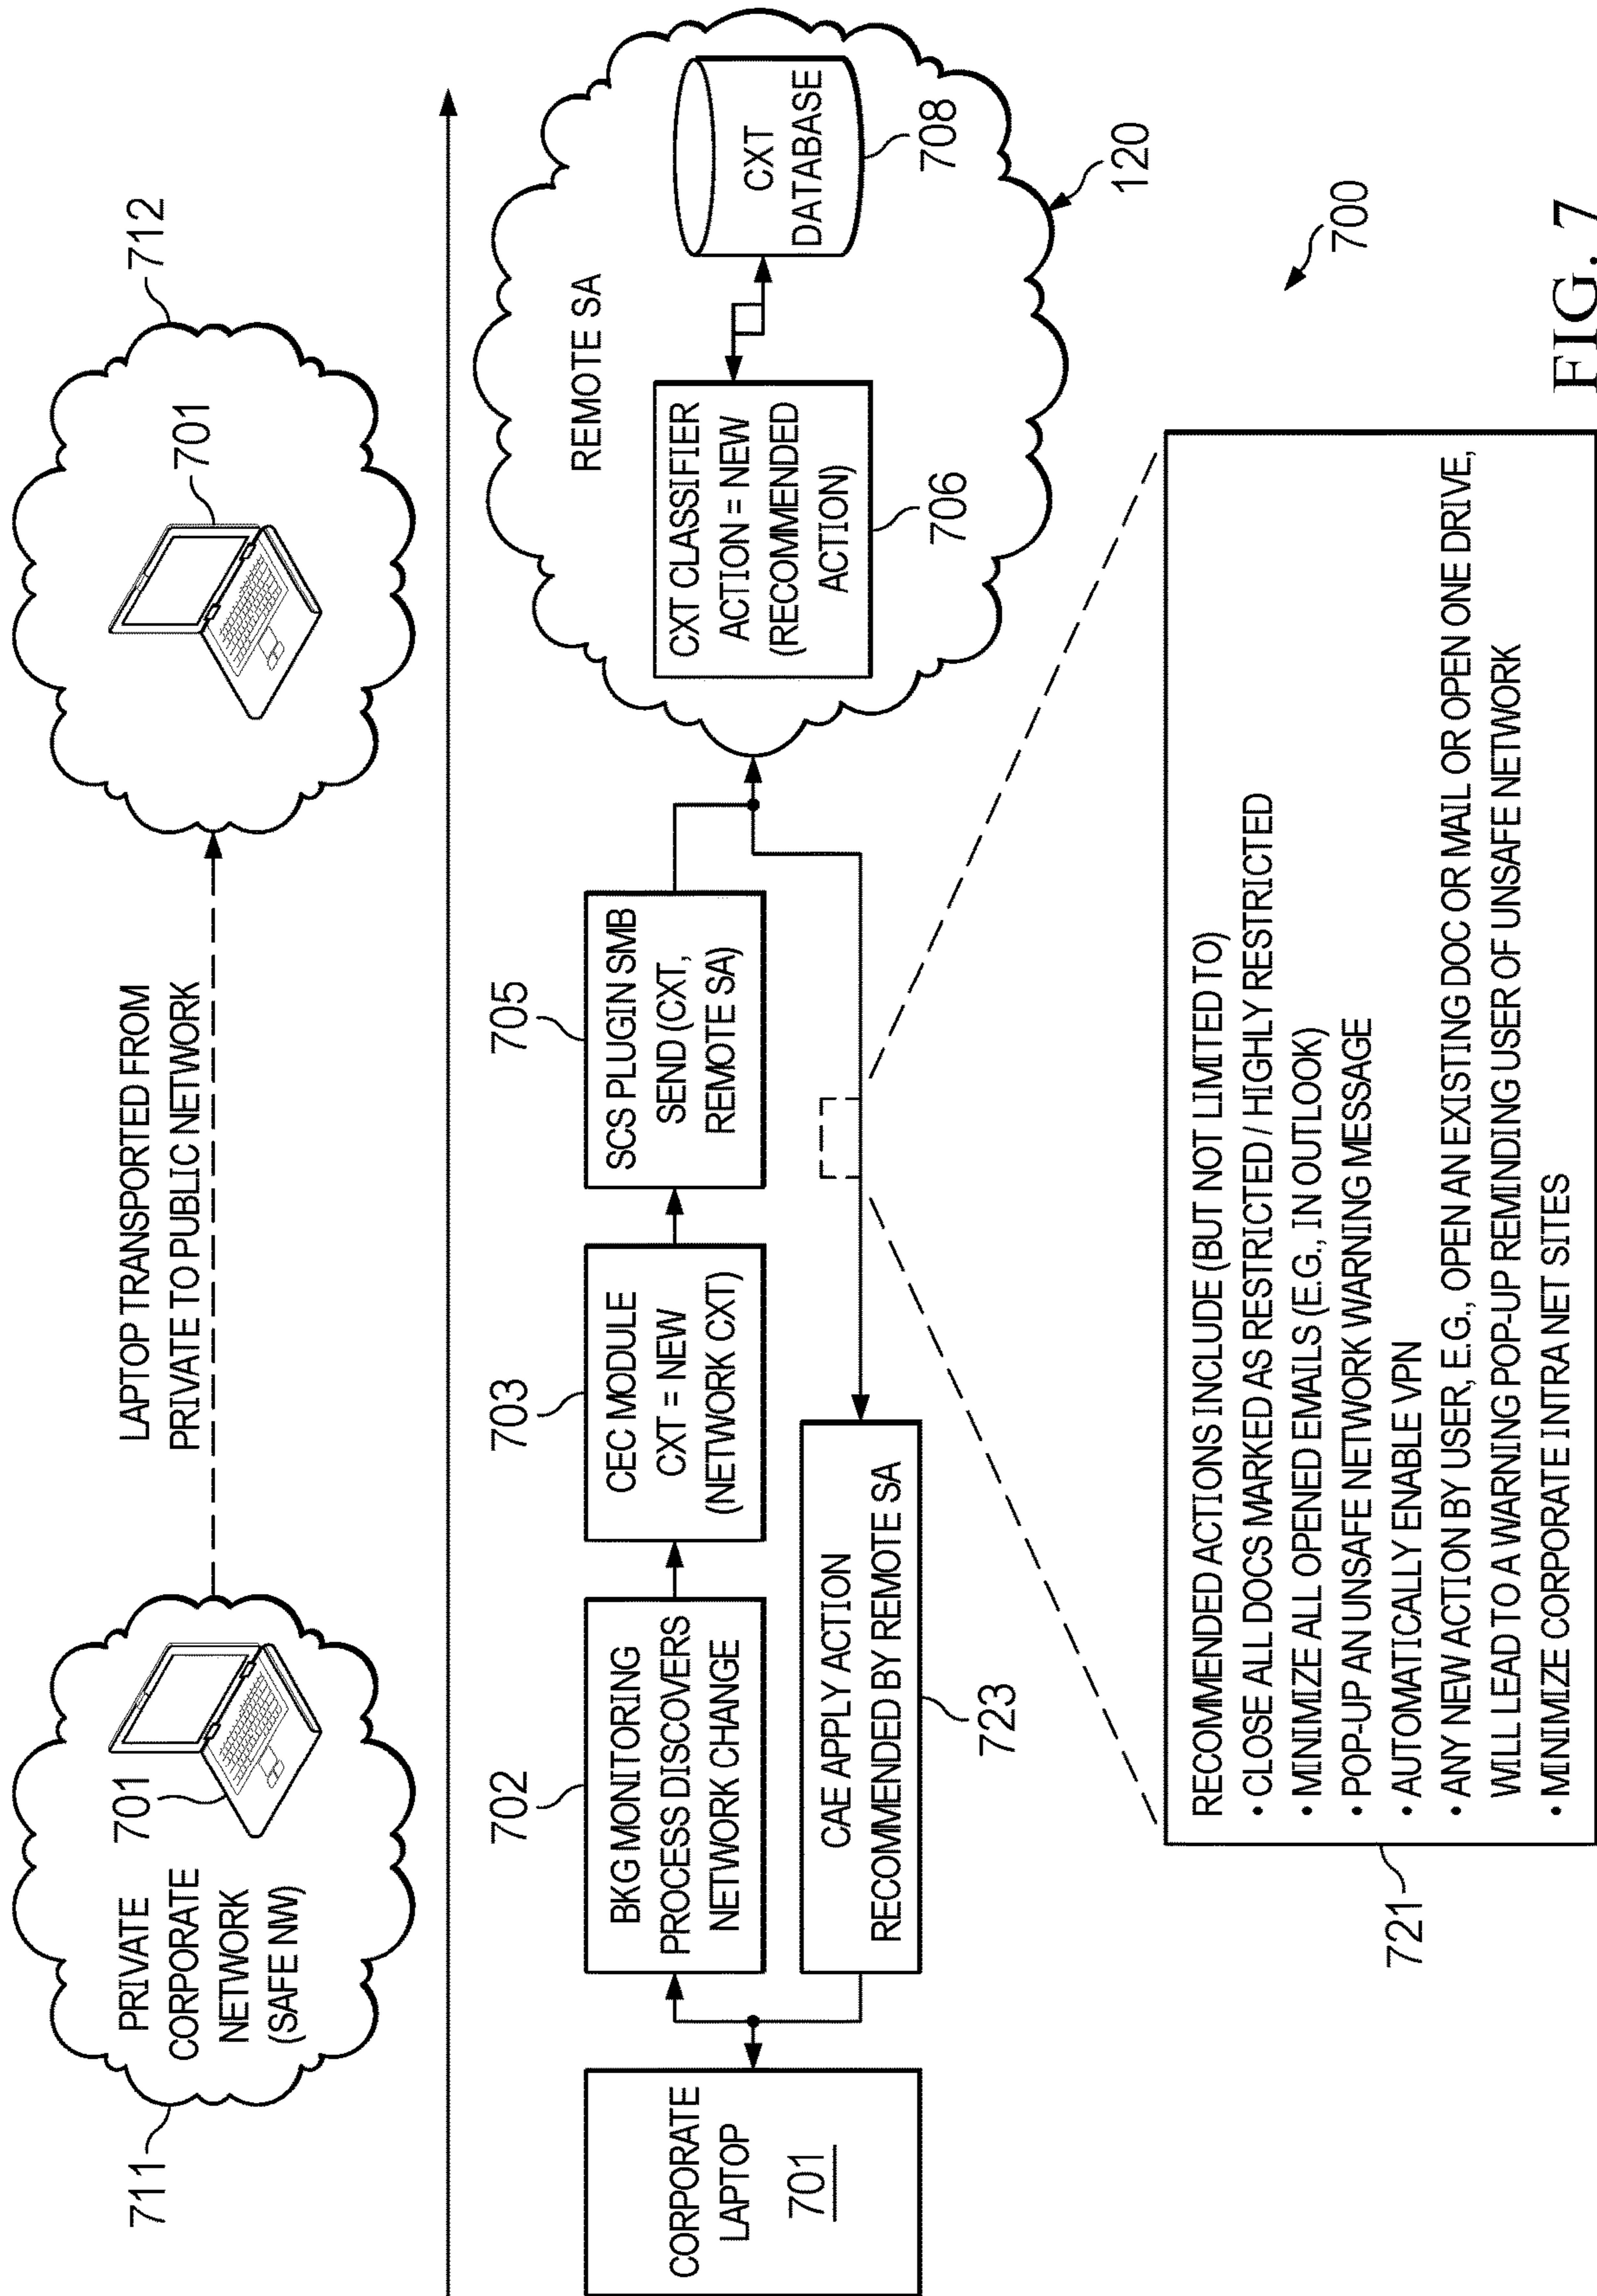 711
PRIVATE
CORPORATE
NETWORK
(SAFE NW)
701
LAPTOP TRANSPORTED FROM
PRIVATE TO PUBLIC NETWORK
701
712
CORPORATE
LAPTOP
701
702
BKG MONITORING
PROCESS DISCOVERS
NETWORK CHANGE
703
CEC MODULE
CXT = NEW
(NETWORK CXT)
705
SCS PLUGIN SMB
SEND (CXT,
REMOTE SA)
REMOTE SA
CXT CLASSIFIER
ACTION = NEW
(RECOMMENDED
ACTION)
706
CXT
DATABASE
708
120
CAE APPLY ACTION
RECOMMENDED BY REMOTE SA
723
721
RECOMMENDED ACTIONS INCLUDE (BUT NOT LIMITED TO)
• CLOSE ALL DOCS MARKED AS RESTRICTED / HIGHLY RESTRICTED
• MINIMIZE ALL OPENED EMAILS (E.G., IN OUTLOOK)
• POP-UP AN UNSAFE NETWORK WARNING MESSAGE
• AUTOMATICALLY ENABLE VPN
• ANY NEW ACTION BY USER, E.G., OPEN AN EXISTING DOC OR MAIL OR OPEN ONE DRIVE,
WILL LEAD TO A WARNING POP-UP REMINDING USER OF UNSAFE NETWORK
• MINIMIZE CORPORATE INTRA NET SITES
700
FIG. 7